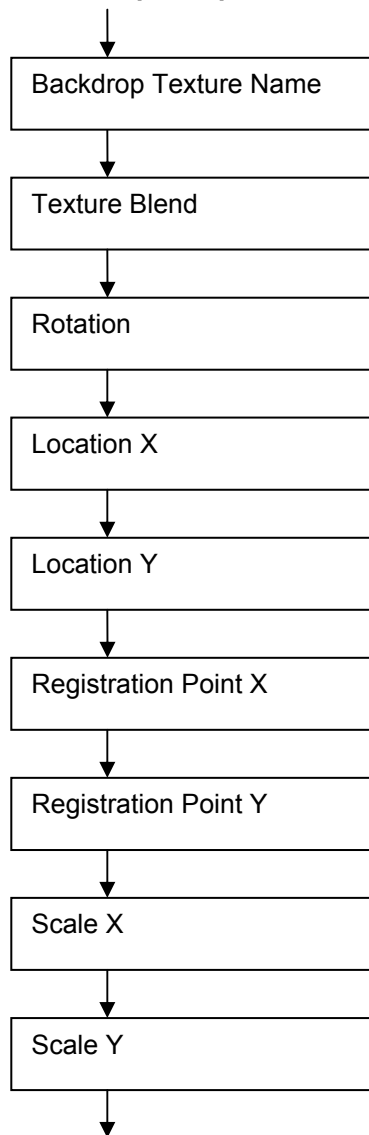 Backdrop Texture Name
Texture Blend
Rotation
Location X
Location Y
Registration Point X
Registration Point Y
Scale X
Scale Y